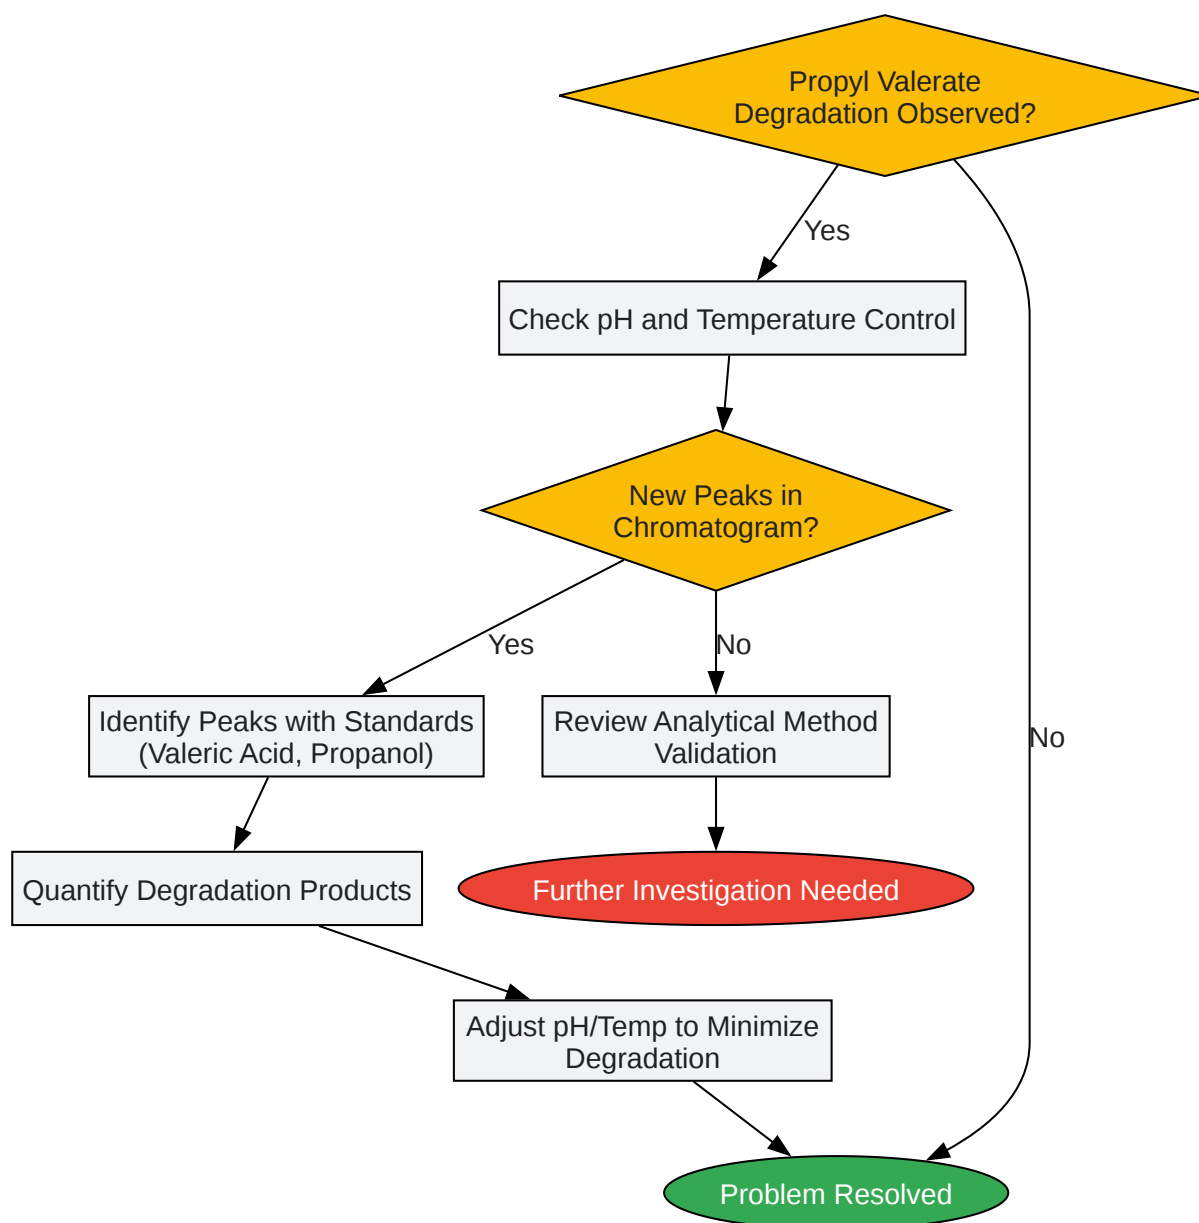 Propyl Valerate
Degradation Observed?
Yes
Check pH and Temperature Control
New Peaks in
Chromatogram?
Yes
No
Identify Peaks with Standards
(Valeric Acid, Propanol)
Review Analytical Method
Validation
No
Quantify Degradation Products
Further Investigation Needed
Adjust pH/Temp to Minimize
Degradation
Problem Resolved